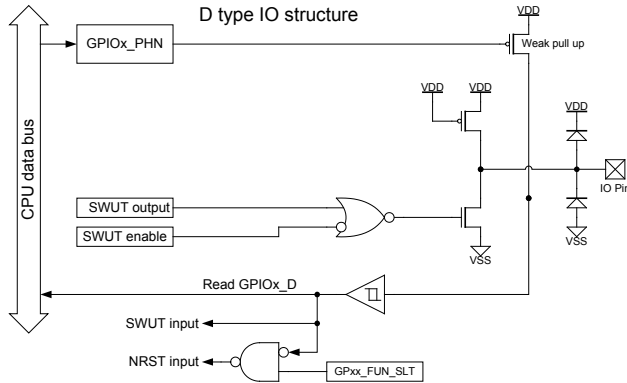 D type IO structure
VDD
GPIOx_PHN
Weak pull up
VDD
VDD
VDD
CPU data bus
IO Pin
SWUT output
SWUT enable
VSS
VSS
Read GPIOx_D
SWUT input
NRST input
GPxx_FUN_SLT